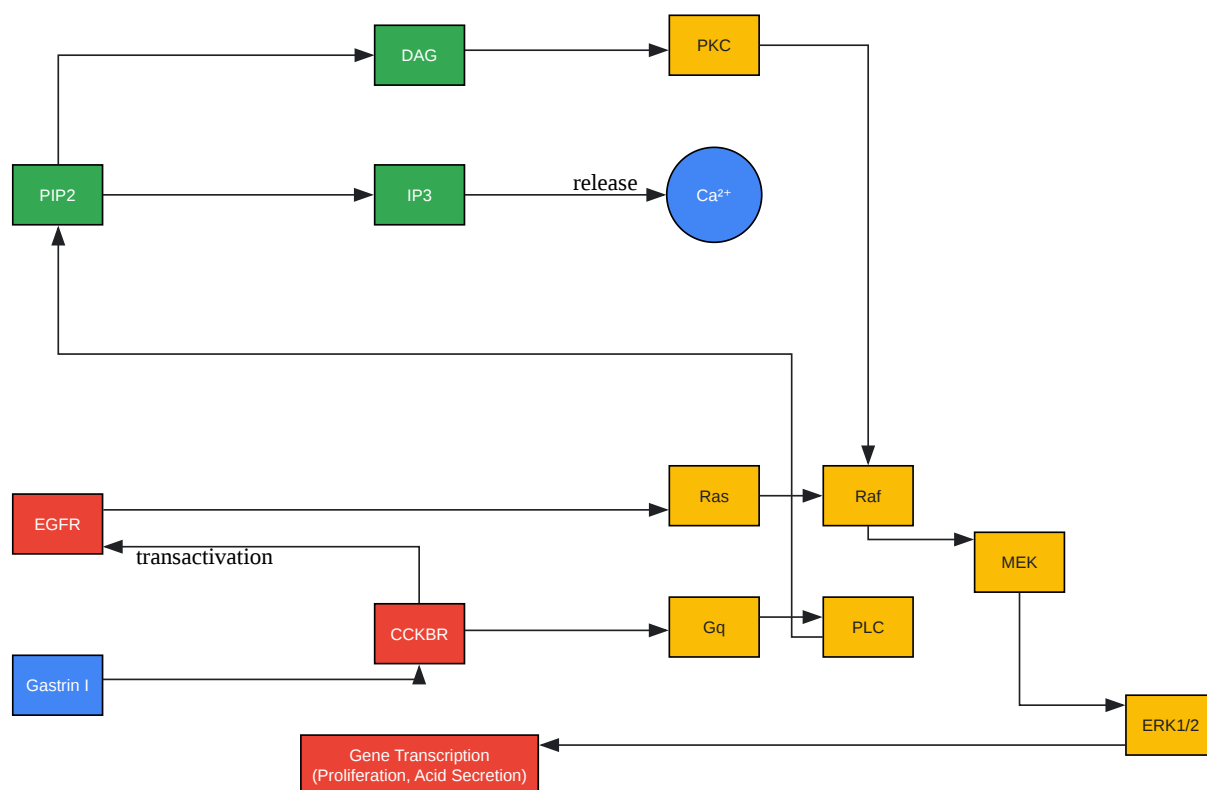 DAG
PKC
PIP2
IP3
release
Ca²⁺
EGFR
Ras
Raf
transactivation
MEK
CCKBR
Gq
PLC
Gastrin I
ERK1/2
Gene Transcription
(Proliferation, Acid Secretion)